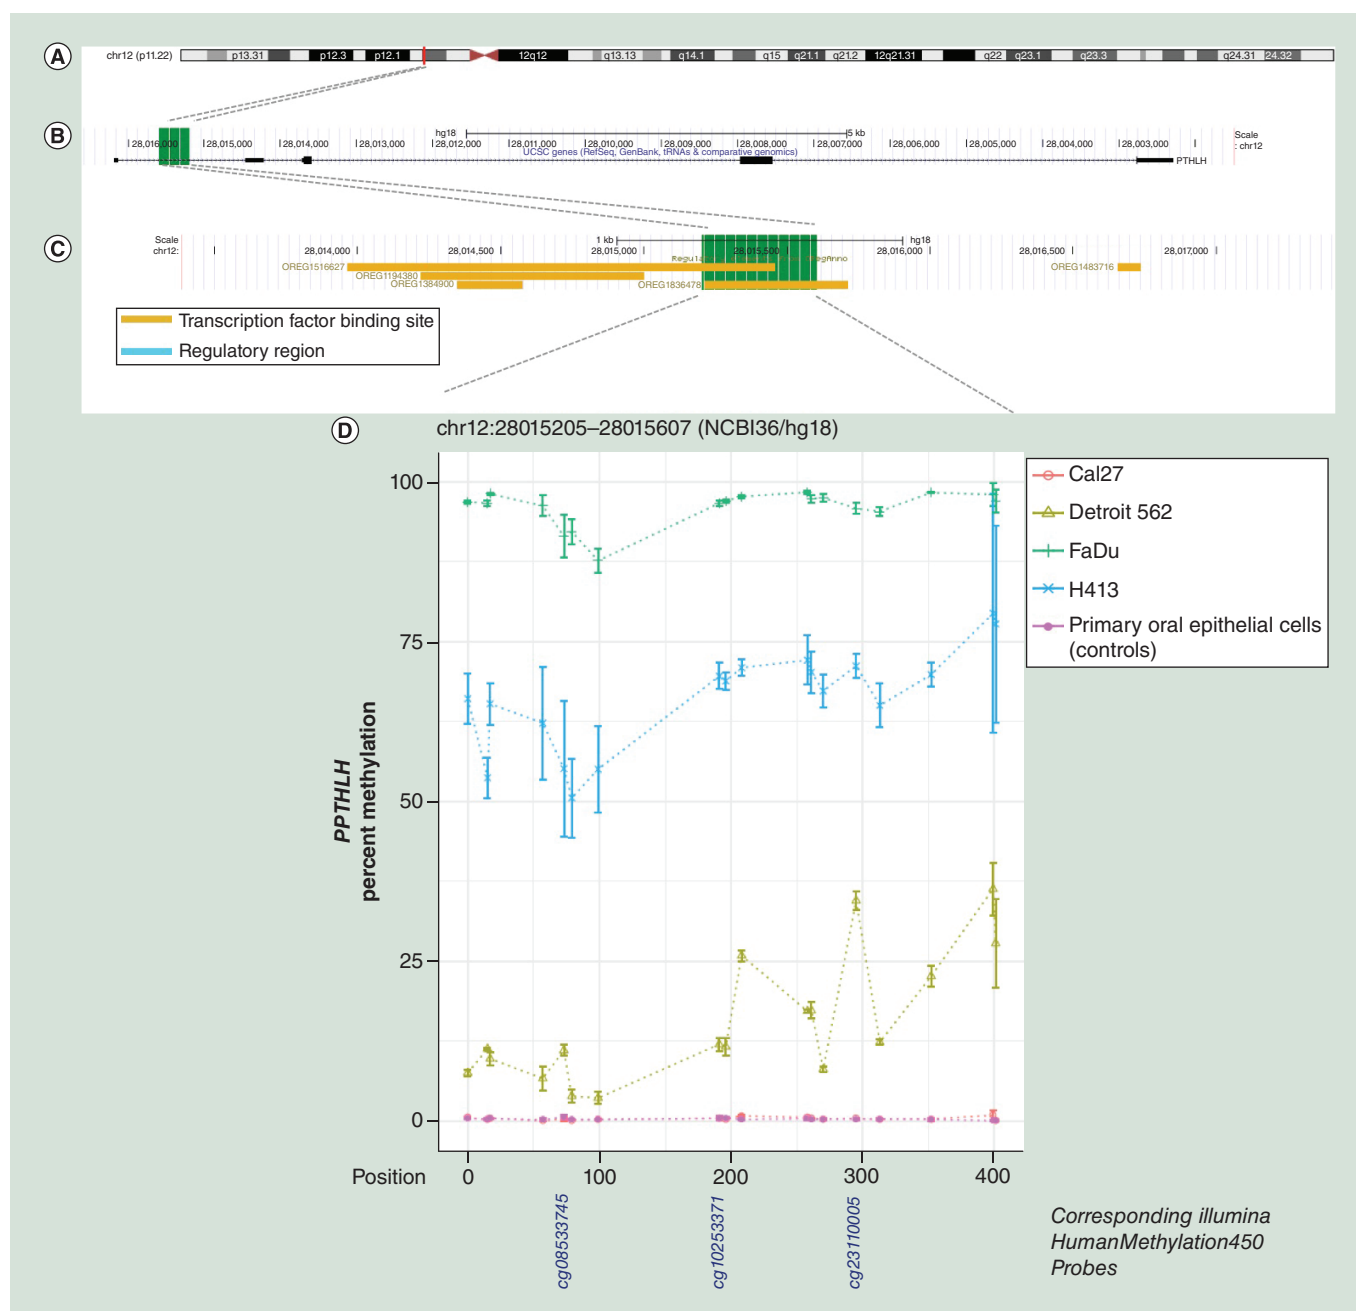 A
chr12 (p11.22)
p13.31 p12.3 p12.1 12q12 q13.13 q14.1 q15 q21.1 q21.2 12q21.31 q22 q23.1 q23.3 q24.31 24.32
B
hg18 5 kb Scale
28,016,000 28,015,000 28,014,000 28,013,000 28,012,000 28,011,000 28,010,000 28,009,000 28,008,000 28,007,000 28,006,000 28,005,000 28,004,000 28,003,000 : chr12
UCSC genes (RefSeq, GenBank, tRNAs & comparative genomics)
PTHLH
C
Scale 1 kb hg18
chr12: 28,014,000 28,014,500 28,015,000 28,015,500 28,016,000 28,016,500 28,017,000
OREG1516627 OREG1483716
OREG1194380
OREG1384900 OREG1836478
Transcription factor binding site
Regulatory region
D
chr12:28015205–28015607 (NCBI36/hg18)
PPTHLH
percent methylation
100
75
50
25
0
Cal27
Detroit 562
FaDu
H413
Primary oral epithelial cells
(controls)
Position 0 100 200 300 400
cg08533745 cg10253371 cg23110005
Corresponding illumina
HumanMethylation450
Probes